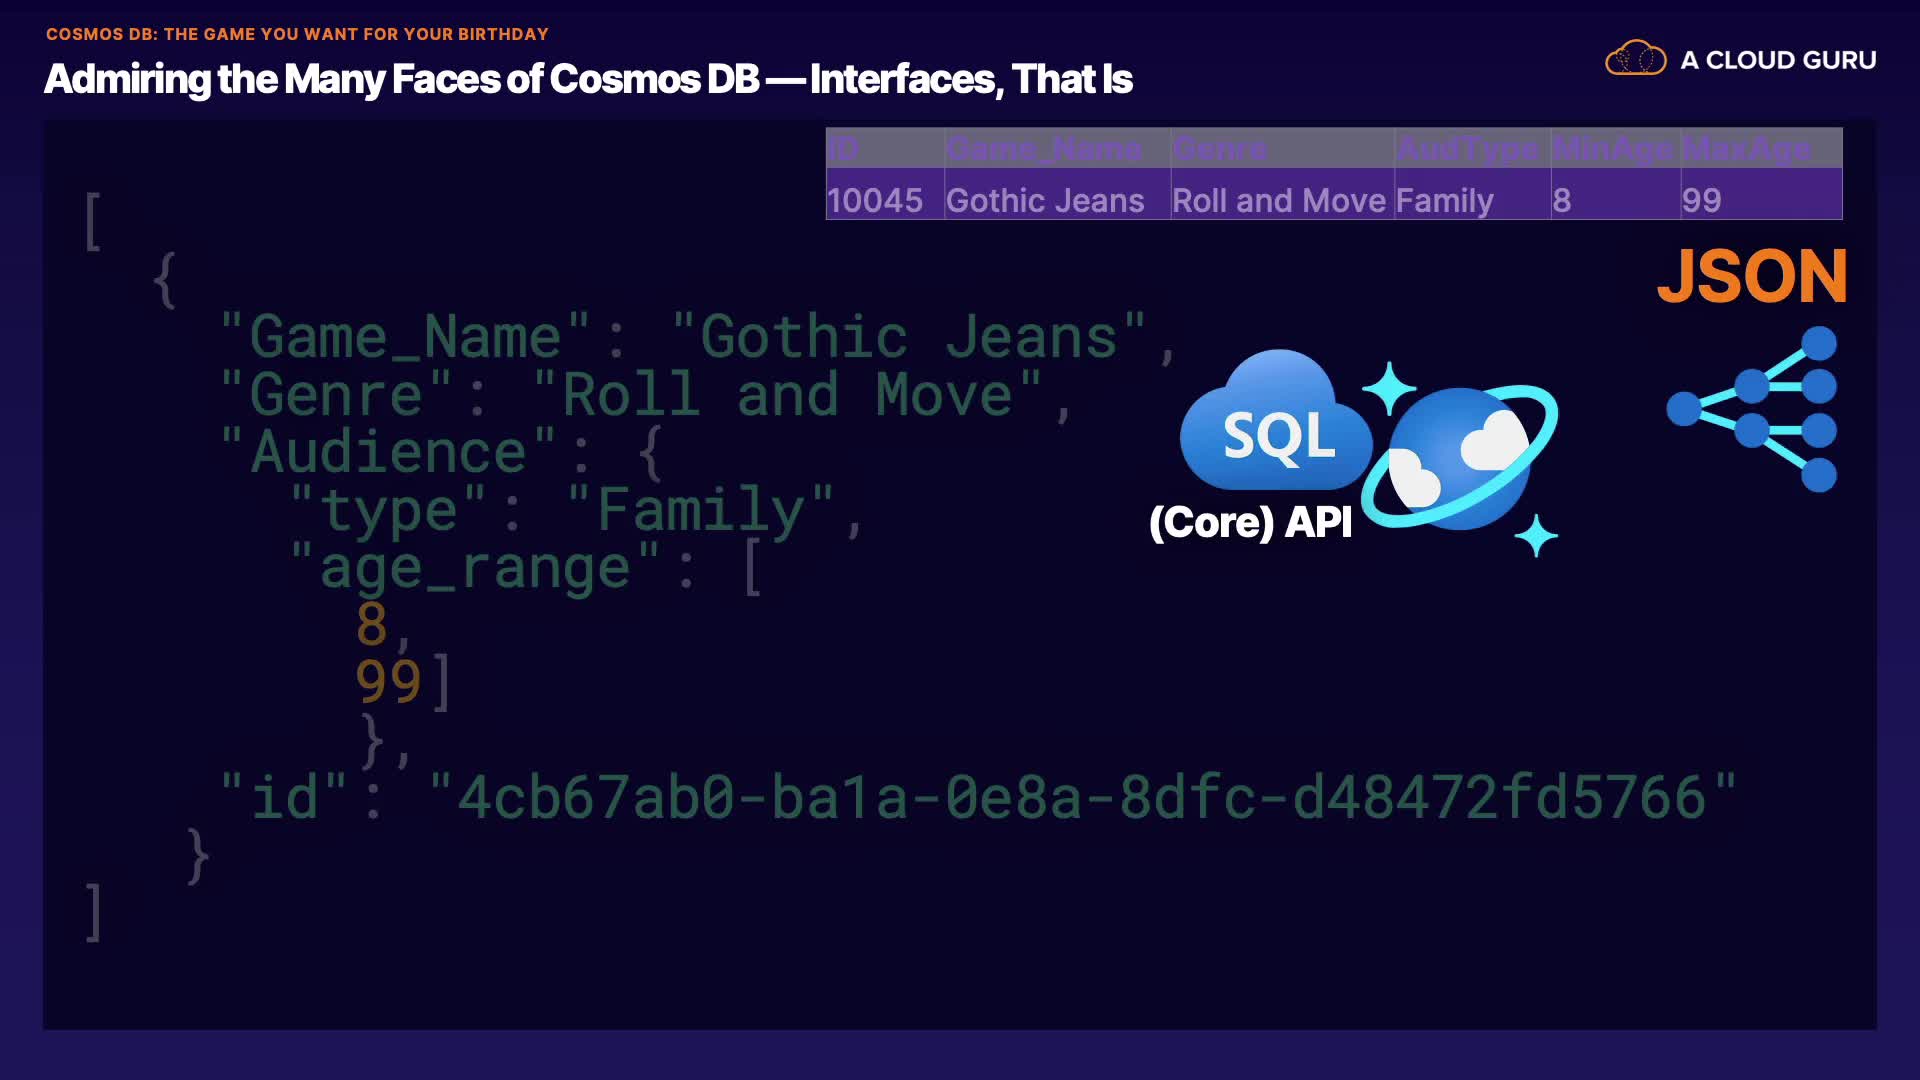 COSMOS DB: THE GAME YOU WANT FOR YOUR BIRTHDAY
Admiring the Many Faces of Cosmos DB — Interfaces, That Is
A CLOUD GURU
ID Game_Name Genre AudType MinAge MaxAge
10045 Gothic Jeans Roll and Move Family 8 99
JSON
[
{
"Game_Name": "Gothic Jeans",
"Genre": "Roll and Move",
"Audience": {
"type": "Family",
"age_range": [
8,
99]
},
"id": "4cb67ab0-ba1a-0e8a-8dfc-d48472fd5766"
}
]
SQL
(Core) API